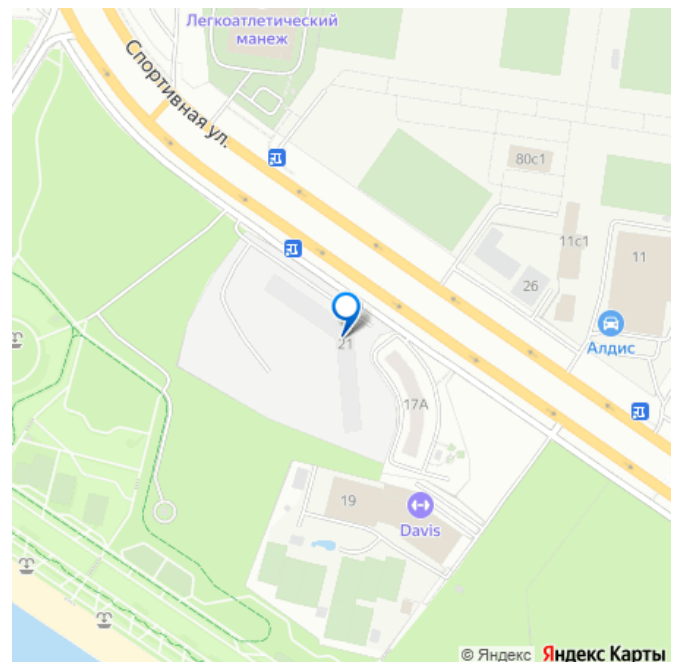 Легкоатлетический
манеж
Спортивная ул.
80с1
11с1
11
26
Алдис
21
17А
19
Davis
© Яндекс Яндекс Карты